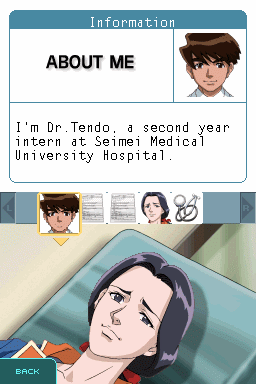 Information
ABOUT ME
I'm Dr.Tendo, a second year
intern at Seimei Medical
University Hospital.
BACK